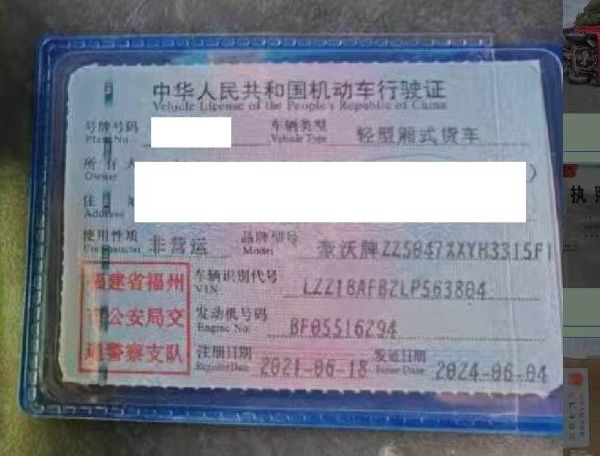 中华人民共和国机动车行驶证
Vehicle License of the People's Republic of China
号牌号码 车辆类型 轻型厢式货车
Plate No. Vehicle Type
所有人
Owner
住址
Address
使用性质 非营运 品牌型号 豪沃牌ZZ5047XXYH3315F1
Use Character Model
福建省福州市公安局交通警察支队
车辆识别代号 LZZ18AFB2LP563804
VIN
发动机号码 BF05516294
Engine No.
注册日期 2021-06-18 发证日期 2024-06-04
Register Date Issue Date
执照